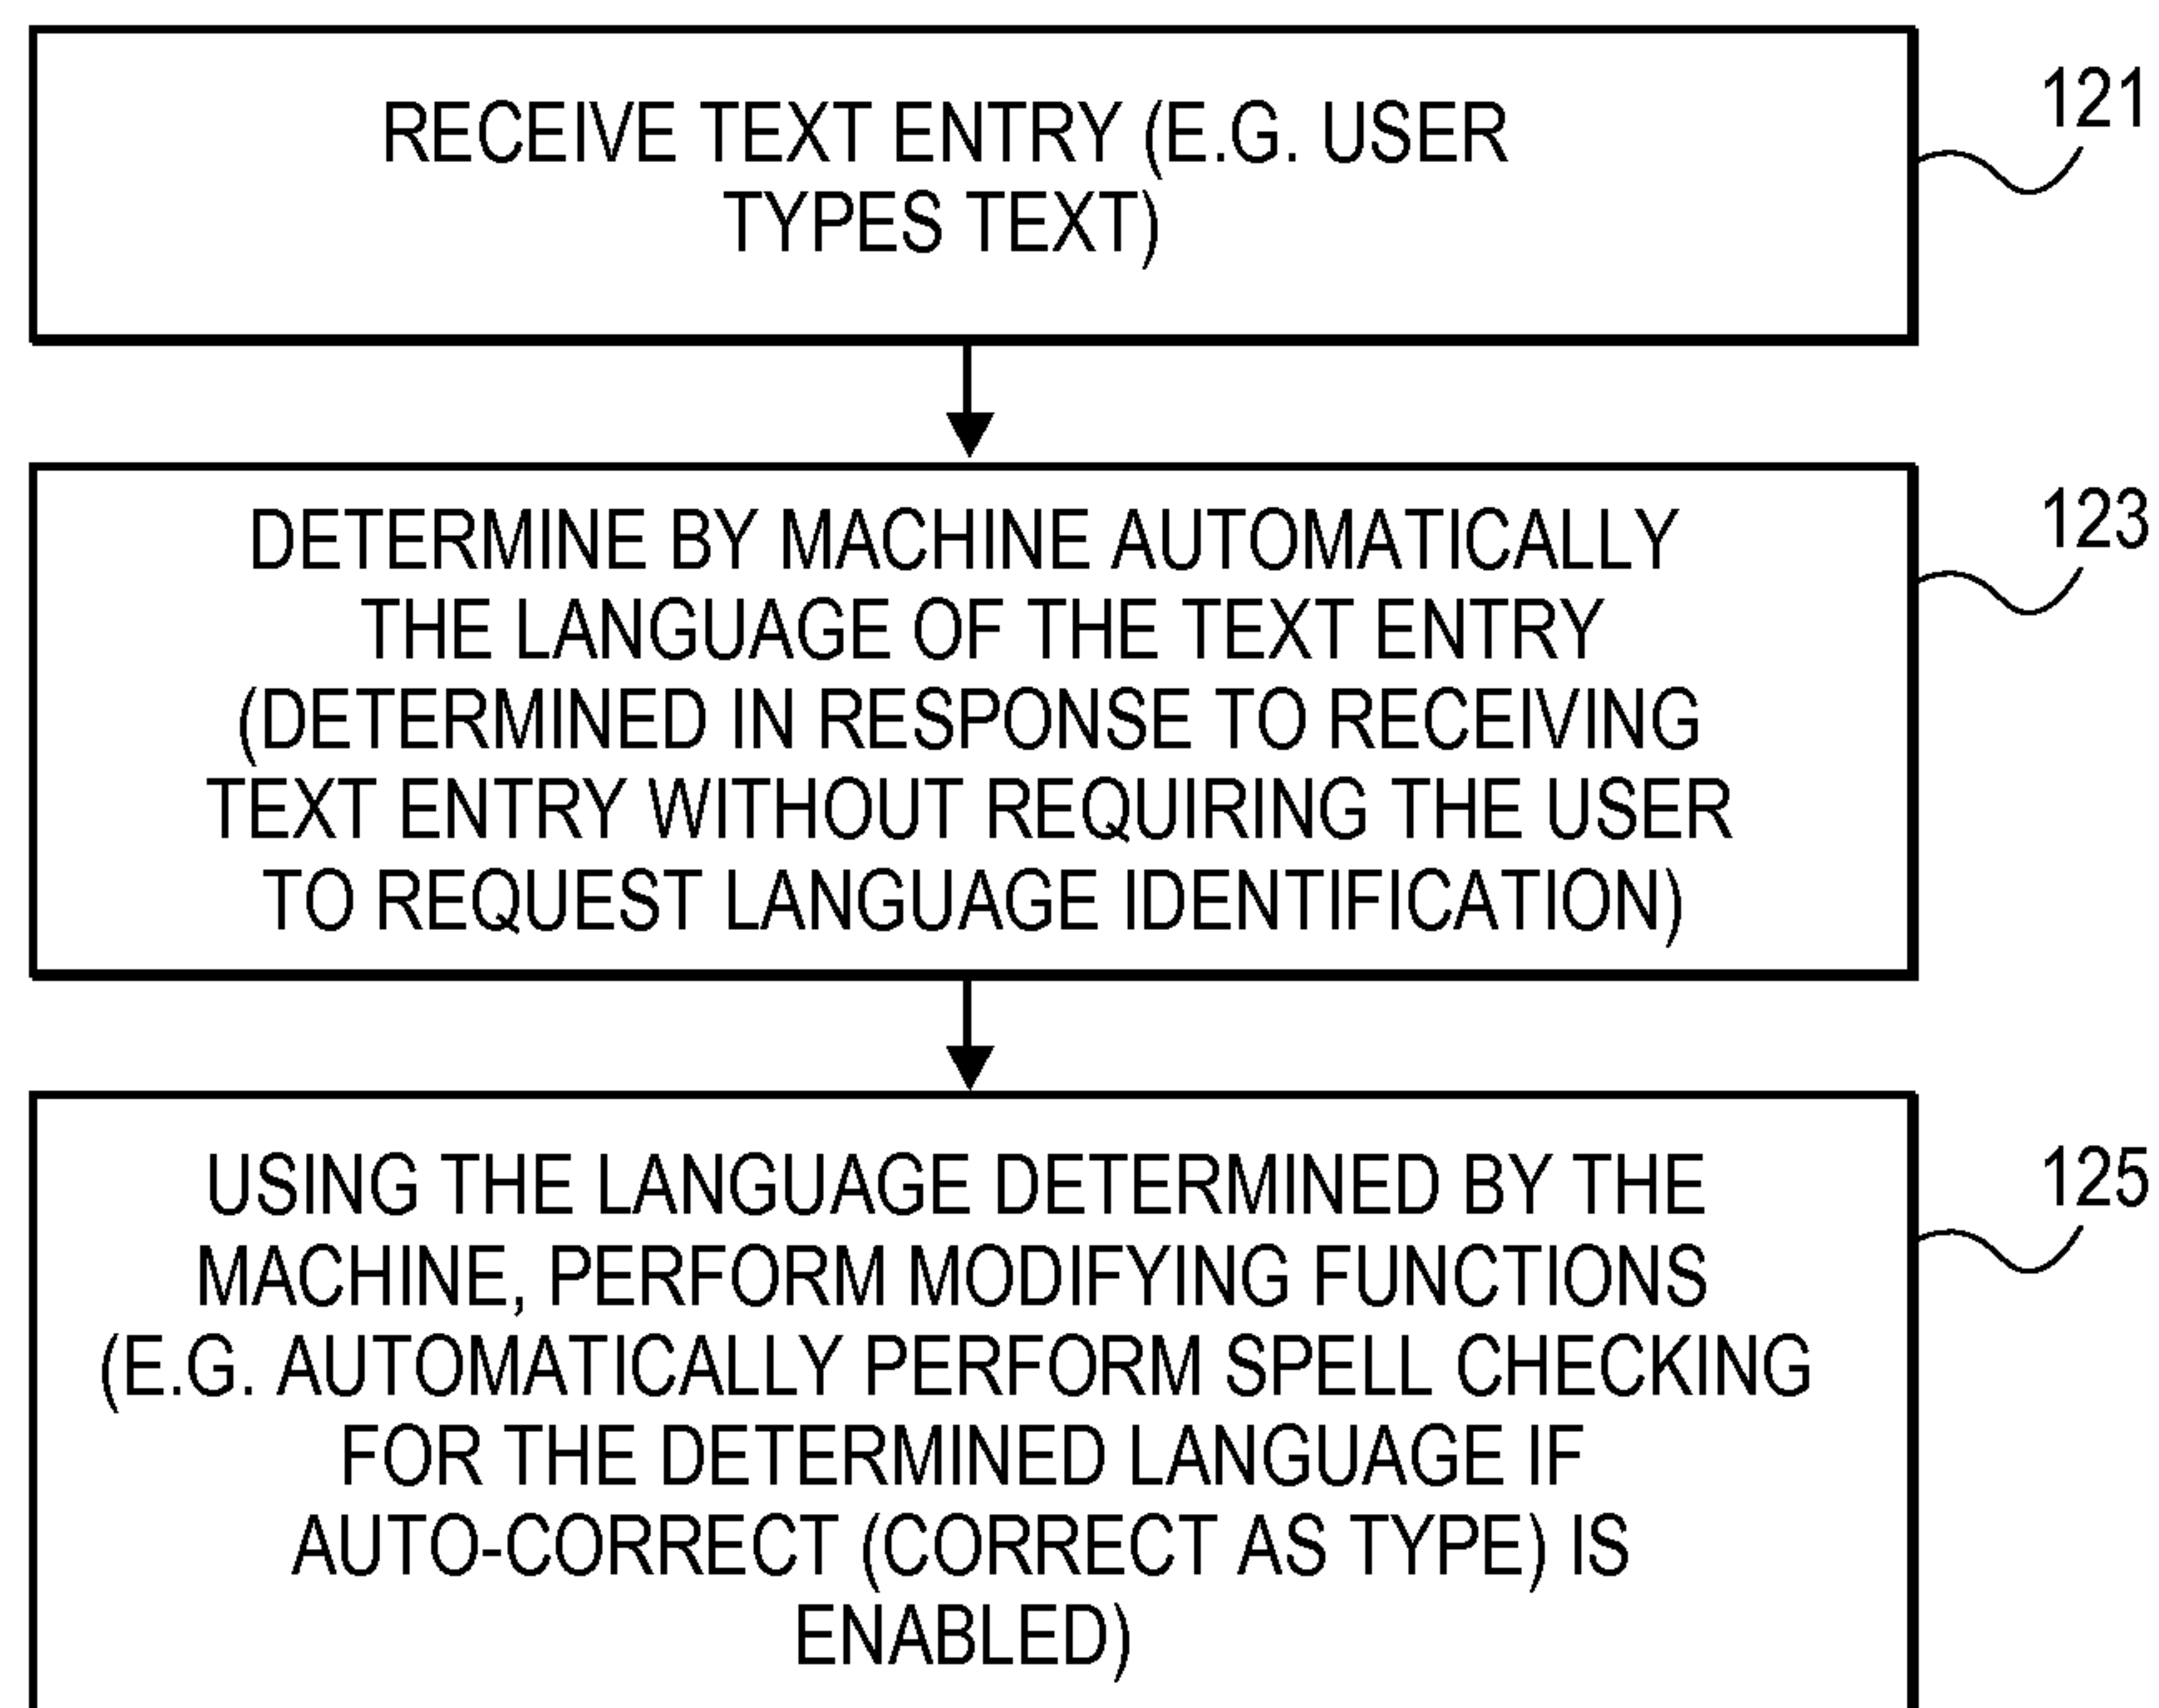 RECEIVE TEXT ENTRY (E.G. USER
TYPES TEXT)
121
DETERMINE BY MACHINE AUTOMATICALLY
THE LANGUAGE OF THE TEXT ENTRY
(DETERMINED IN RESPONSE TO RECEIVING
TEXT ENTRY WITHOUT REQUIRING THE USER
TO REQUEST LANGUAGE IDENTIFICATION)
123
USING THE LANGUAGE DETERMINED BY THE
MACHINE, PERFORM MODIFYING FUNCTIONS
(E.G. AUTOMATICALLY PERFORM SPELL CHECKING
FOR THE DETERMINED LANGUAGE IF
AUTO-CORRECT (CORRECT AS TYPE) IS
ENABLED)
125